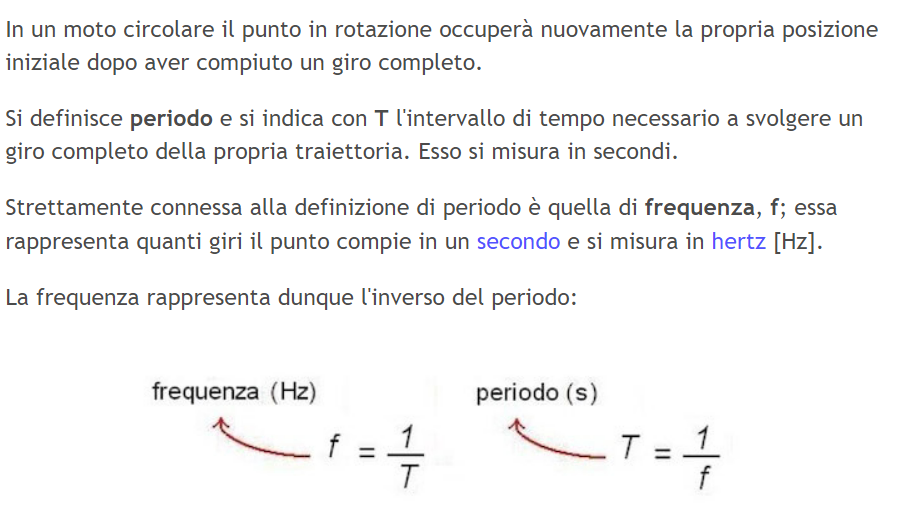 In un moto circolare il punto in rotazione occuperà nuovamente la propria posizione
iniziale dopo aver compiuto un giro completo.
Si definisce periodo e si indica con T l'intervallo di tempo necessario a svolgere un
giro completo della propria traiettoria. Esso si misura in secondi.
Strettamente connessa alla definizione di periodo è quella di frequenza, f; essa
rappresenta quanti giri il punto compie in un secondo e si misura in hertz [Hz].
La frequenza rappresenta dunque l'inverso del periodo:
frequenza (Hz) periodo (s)
f = 1/T T = 1/f